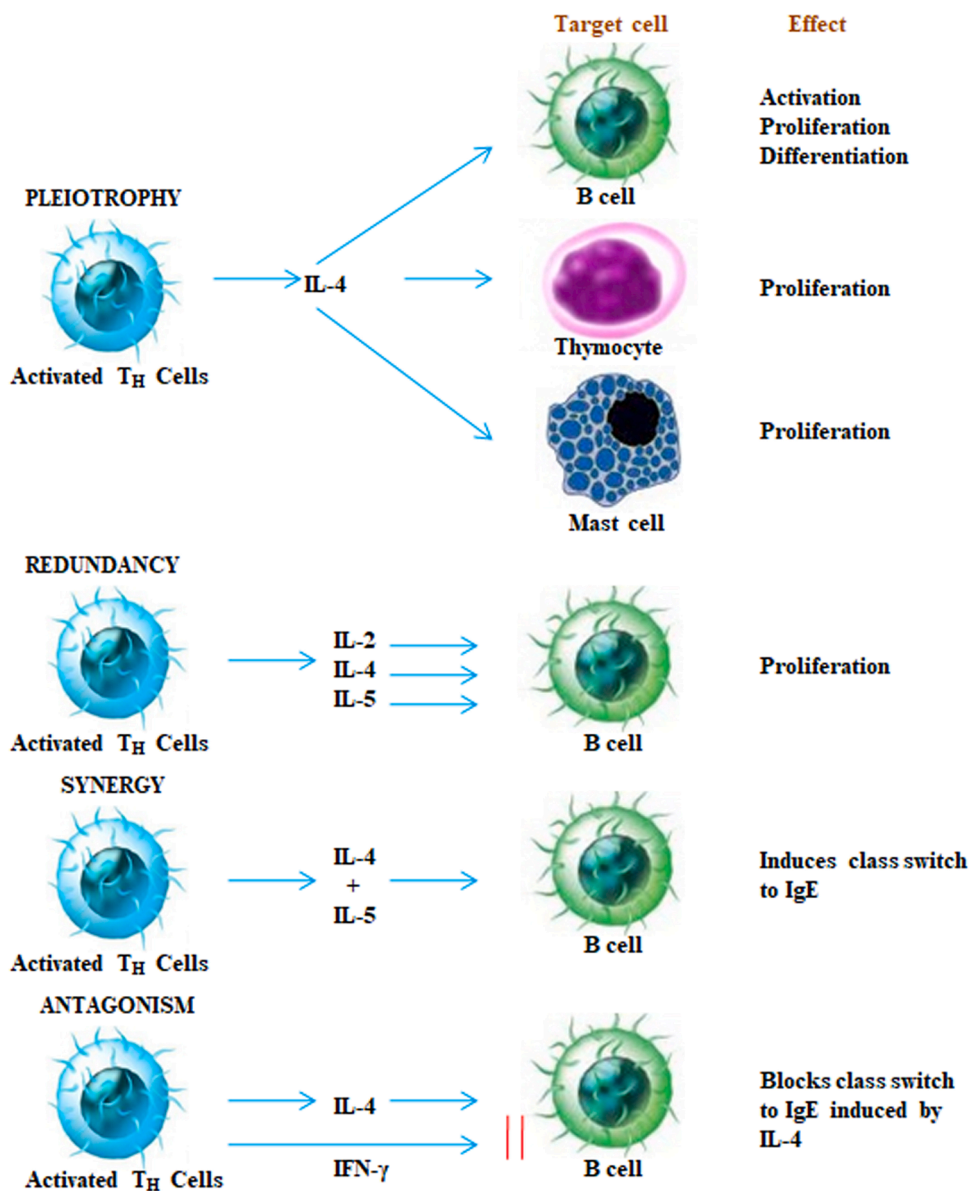 Target cell
Effect
Activation
Proliferation
Differentiation
B cell
PLEIOTROPHY
IL-4
Activated TH Cells
Proliferation
Thymocyte
Proliferation
Mast cell
REDUNDANCY
IL-2
IL-4
IL-5
Proliferation
Activated TH Cells
B cell
SYNERGY
IL-4
+
IL-5
Induces class switch
to IgE
Activated TH Cells
B cell
ANTAGONISM
IL-4
IFN-γ
Blocks class switch
to IgE induced by
IL-4
Activated TH Cells
B cell